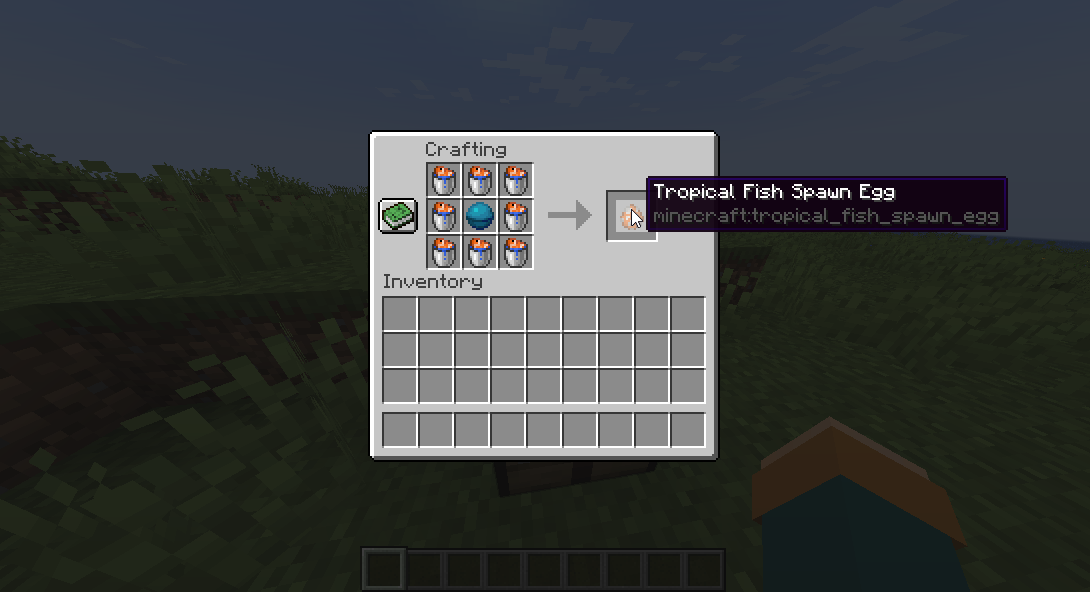 Crafting
Tropical Fish Spawn Egg
minecraft:tropical_fish_spawn_egg
Inventory